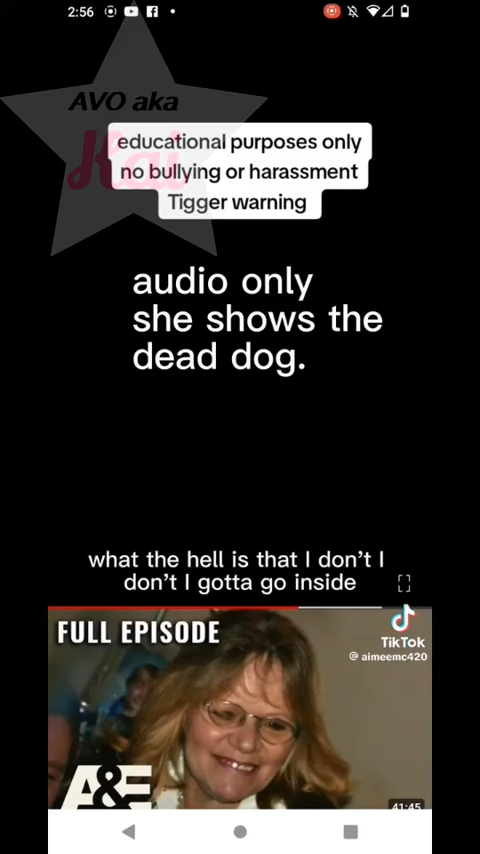 2:56
AVO aka
Kai
educational purposes only
no bullying or harassment
Tigger warning
audio only
she shows the
dead dog.
what the hell is that I don't I
don't I gotta go inside
FULL EPISODE
TikTok
@ aimeemc420
A&E
41:45